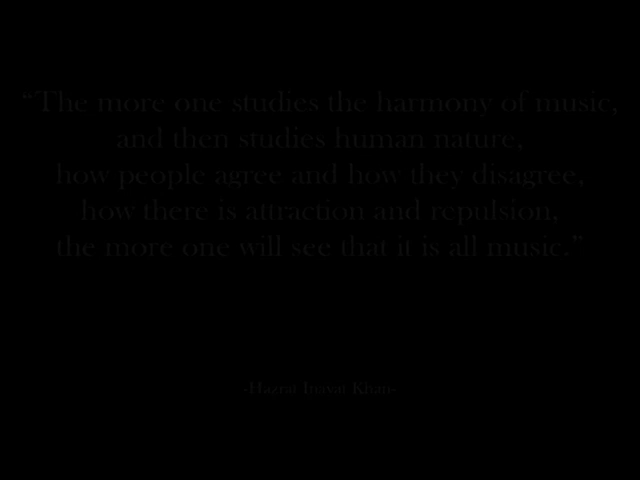 “The more one studies the harmony of music,
and then studies human nature,
how people agree and how they disagree,
how there is attraction and repulsion,
the more one will see that it is all music.”
-Hazrat Inayat Khan-